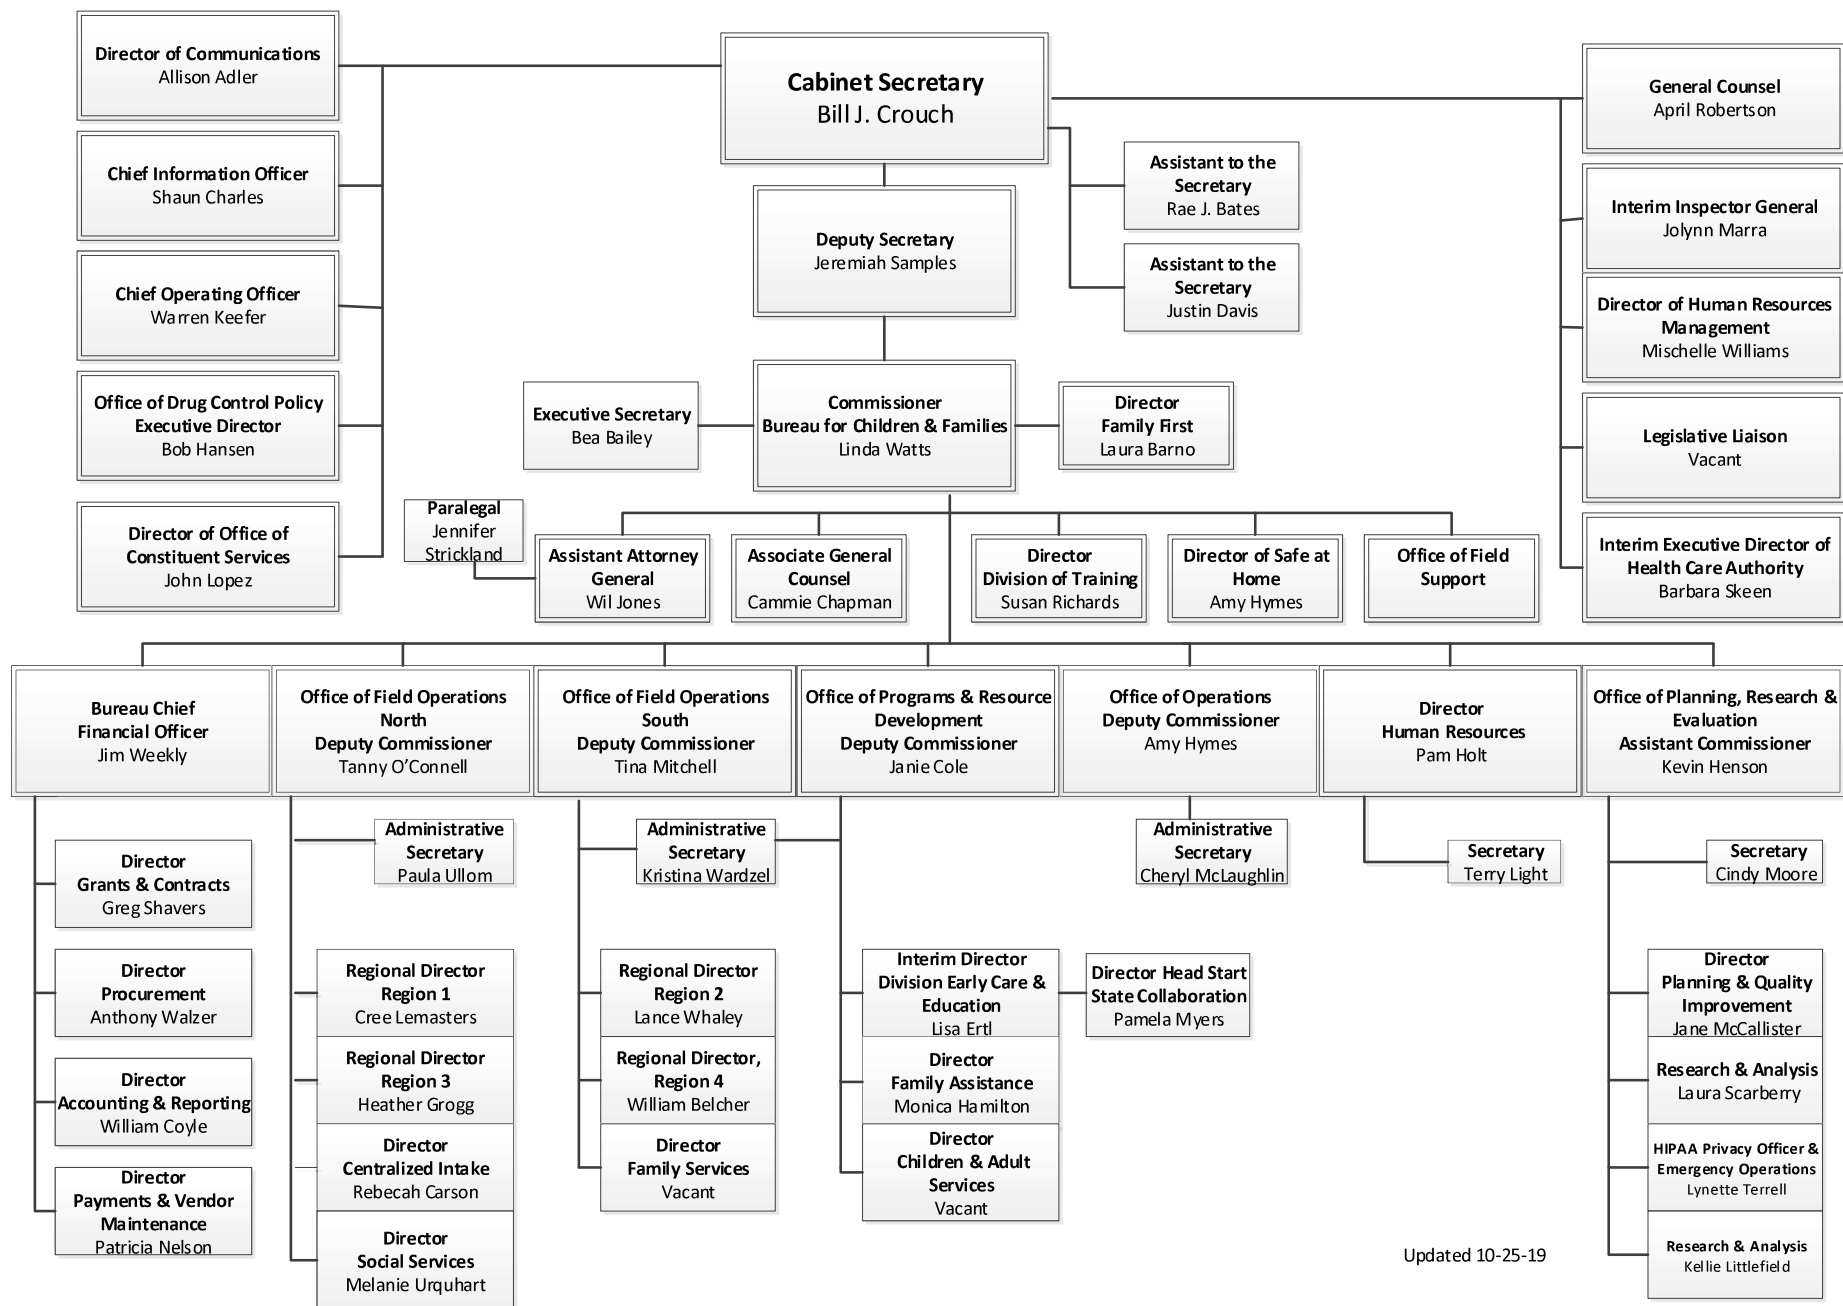 Director of Communications
Allison Adler
Chief Information Officer
Shaun Charles
Chief Operating Officer
Warren Keefer
Office of Drug Control Policy
Executive Director
Bob Hansen
Director of Office of
Constituent Services
John Lopez
Cabinet Secretary
Bill J. Crouch
Deputy Secretary
Jeremiah Samples
Assistant to the
Secretary
Rae J. Bates
Assistant to the
Secretary
Justin Davis
General Counsel
April Robertson
Interim Inspector General
Jolynn Marra
Director of Human Resources
Management
Mischelle Williams
Legislative Liaison
Vacant
Interim Executive Director of
Health Care Authority
Barbara Skeen
Executive Secretary
Bea Bailey
Commissioner
Bureau for Children & Families
Linda Watts
Director
Family First
Laura Barno
Paralegal
Jennifer
Strickland
Assistant Attorney
General
Wil Jones
Associate General
Counsel
Cammie Chapman
Director
Division of Training
Susan Richards
Director of Safe at
Home
Amy Hymes
Office of Field
Support
Bureau Chief
Financial Officer
Jim Weekly
Office of Field Operations
North
Deputy Commissioner
Tanny O’Connell
Office of Field Operations
South
Deputy Commissioner
Tina Mitchell
Office of Programs & Resource
Development
Deputy Commissioner
Janie Cole
Office of Operations
Deputy Commissioner
Amy Hymes
Director
Human Resources
Pam Holt
Office of Planning, Research &
Evaluation
Assistant Commissioner
Kevin Henson
Director
Grants & Contracts
Greg Shavers
Director
Procurement
Anthony Walzer
Director
Accounting & Reporting
William Coyle
Director
Payments & Vendor
Maintenance
Patricia Nelson
Administrative
Secretary
Paula Ullom
Regional Director
Region 1
Cree Lemasters
Regional Director
Region 3
Heather Grogg
Director
Centralized Intake
Rebecah Carson
Director
Social Services
Melanie Urquhart
Administrative
Secretary
Kristina Wardzel
Regional Director
Region 2
Lance Whaley
Regional Director,
Region 4
William Belcher
Director
Family Services
Vacant
Interim Director
Division Early Care &
Education
Lisa Ertl
Director
Family Assistance
Monica Hamilton
Director
Children & Adult
Services
Vacant
Director Head Start
State Collaboration
Pamela Myers
Administrative
Secretary
Cheryl McLaughlin
Secretary
Terry Light
Secretary
Cindy Moore
Director
Planning & Quality
Improvement
Jane McCallister
Research & Analysis
Laura Scarberry
HIPAA Privacy Officer &
Emergency Operations
Lynette Terrell
Research & Analysis
Kellie Littlefield
Updated 10-25-19